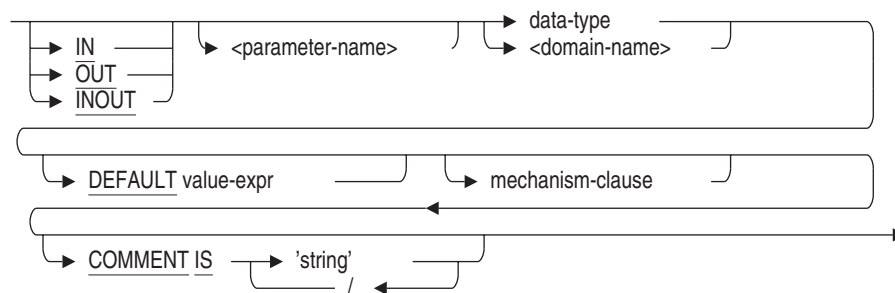 data-type
IN <parameter-name> <domain-name>
OUT
INOUT
DEFAULT value-expr mechanism-clause
COMMENT IS 'string'
/